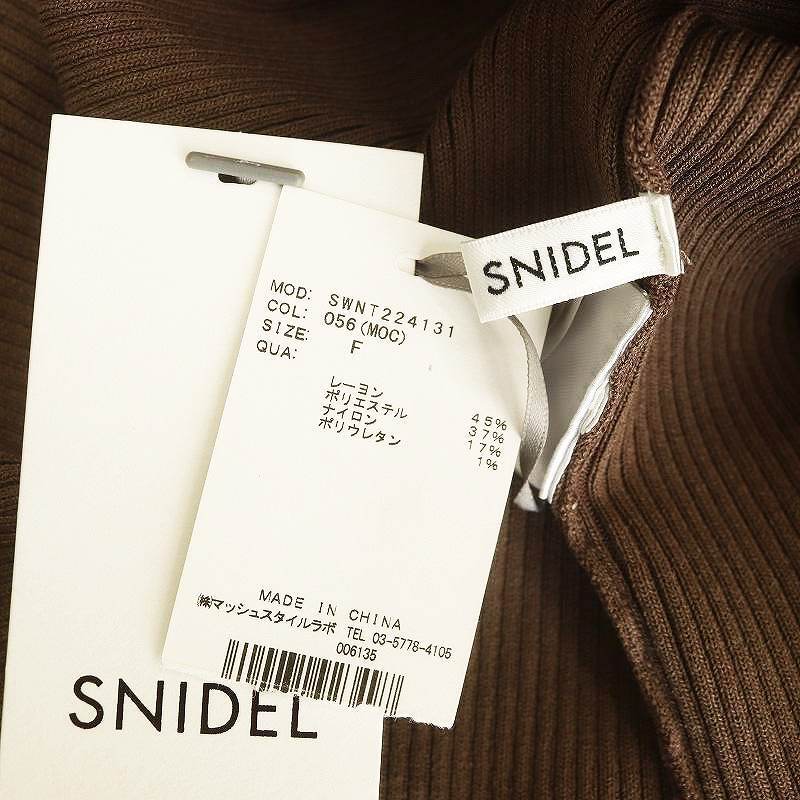 SNIDEL
MOD: SWNT224131
COL: 056(MOC)
SIZE: F
QUA:
レーヨン 45%
ポリエステル 37%
ナイロン 17%
ポリウレタン 1%
MADE IN CHINA
㈱マッシュスタイルラボ TEL 03-5778-4105
006135
SNIDEL